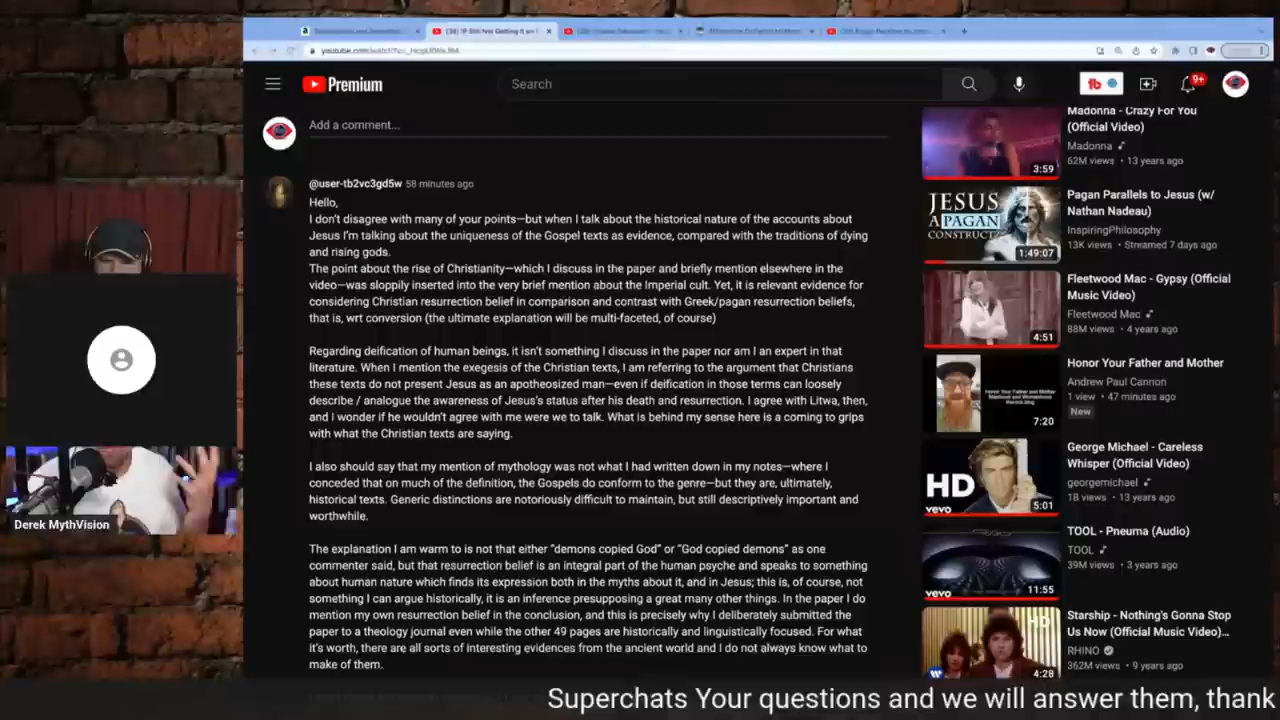 Premium
Search
9+
Add a comment...
@user-tb2vc3gd5w 58 minutes ago
Hello,
I don't disagree with many of your points—but when I talk about the historical nature of the accounts about
Jesus I'm talking about the uniqueness of the Gospel texts as evidence, compared with the traditions of dying
and rising gods.
The point about the rise of Christianity—which I discuss in the paper and briefly mention elsewhere in the
video—was sloppily inserted into the very brief mention about the Imperial cult. Yet, it is relevant evidence for
considering Christian resurrection belief in comparison and contrast with Greek/pagan resurrection beliefs,
that is, wrt conversion (the ultimate explanation will be multi-faceted, of course)
Regarding deification of human beings, it isn't something I discuss in the paper nor am I an expert in that
literature. When I mention the exegesis of the Christian texts, I am referring to the argument that Christians
these texts do not present Jesus as an apotheosized man—even if deification in those terms can loosely
describe / analogue the awareness of Jesus's status after his death and resurrection. I agree with Litwa, then,
and I wonder if he wouldn't agree with me were we to talk. What is behind my sense here is a coming to grips
with what the Christian texts are saying.
I also should say that my mention of mythology was not what I had written down in my notes—where I
conceded that on much of the definition, the Gospels do conform to the genre—but they are, ultimately,
historical texts. Generic distinctions are notoriously difficult to maintain, but still descriptively important and
worthwhile.
The explanation I am warm to is not that either "demons copied God" or "God copied demons" as one
commenter said, but that resurrection belief is an integral part of the human psyche and speaks to something
about human nature which finds its expression both in the myths about it, and in Jesus; this is, of course, not
something I can argue historically, it is an inference presupposing a great many other things. In the paper I do
mention my own resurrection belief in the conclusion, and this is precisely why I deliberately submitted the
paper to a theology journal even while the other 49 pages are historically and linguistically focused. For what
it's worth, there are all sorts of interesting evidences from the ancient world and I do not always know what to
make of them.
Madonna - Crazy For You
(Official Video)
Madonna
62M views • 13 years ago
3:59
JESUS
A PAGAN
CONSTRUCT
1:49:07
Pagan Parallels to Jesus (w/
Nathan Nadeau)
InspiringPhilosophy
13K views • Streamed 7 days ago
Fleetwood Mac - Gypsy (Official
Music Video)
Fleetwood Mac
88M views • 4 years ago
4:51
Honor Your Father and Mother
Andrew Paul Cannon
1 view • 47 minutes ago
New
Honor Your Father and Mother
7:20
George Michael - Careless
Whisper (Official Video)
georgemichael
18 views • 13 years ago
HD
vevo
5:01
TOOL - Pneuma (Audio)
TOOL
39M views • 3 years ago
vevo
11:55
Starship - Nothing's Gonna Stop
Us Now (Official Music Video)...
RHINO
362M views • 9 years ago
HD
4:28
Derek MythVision
Superchats Your questions and we will answer them, thank